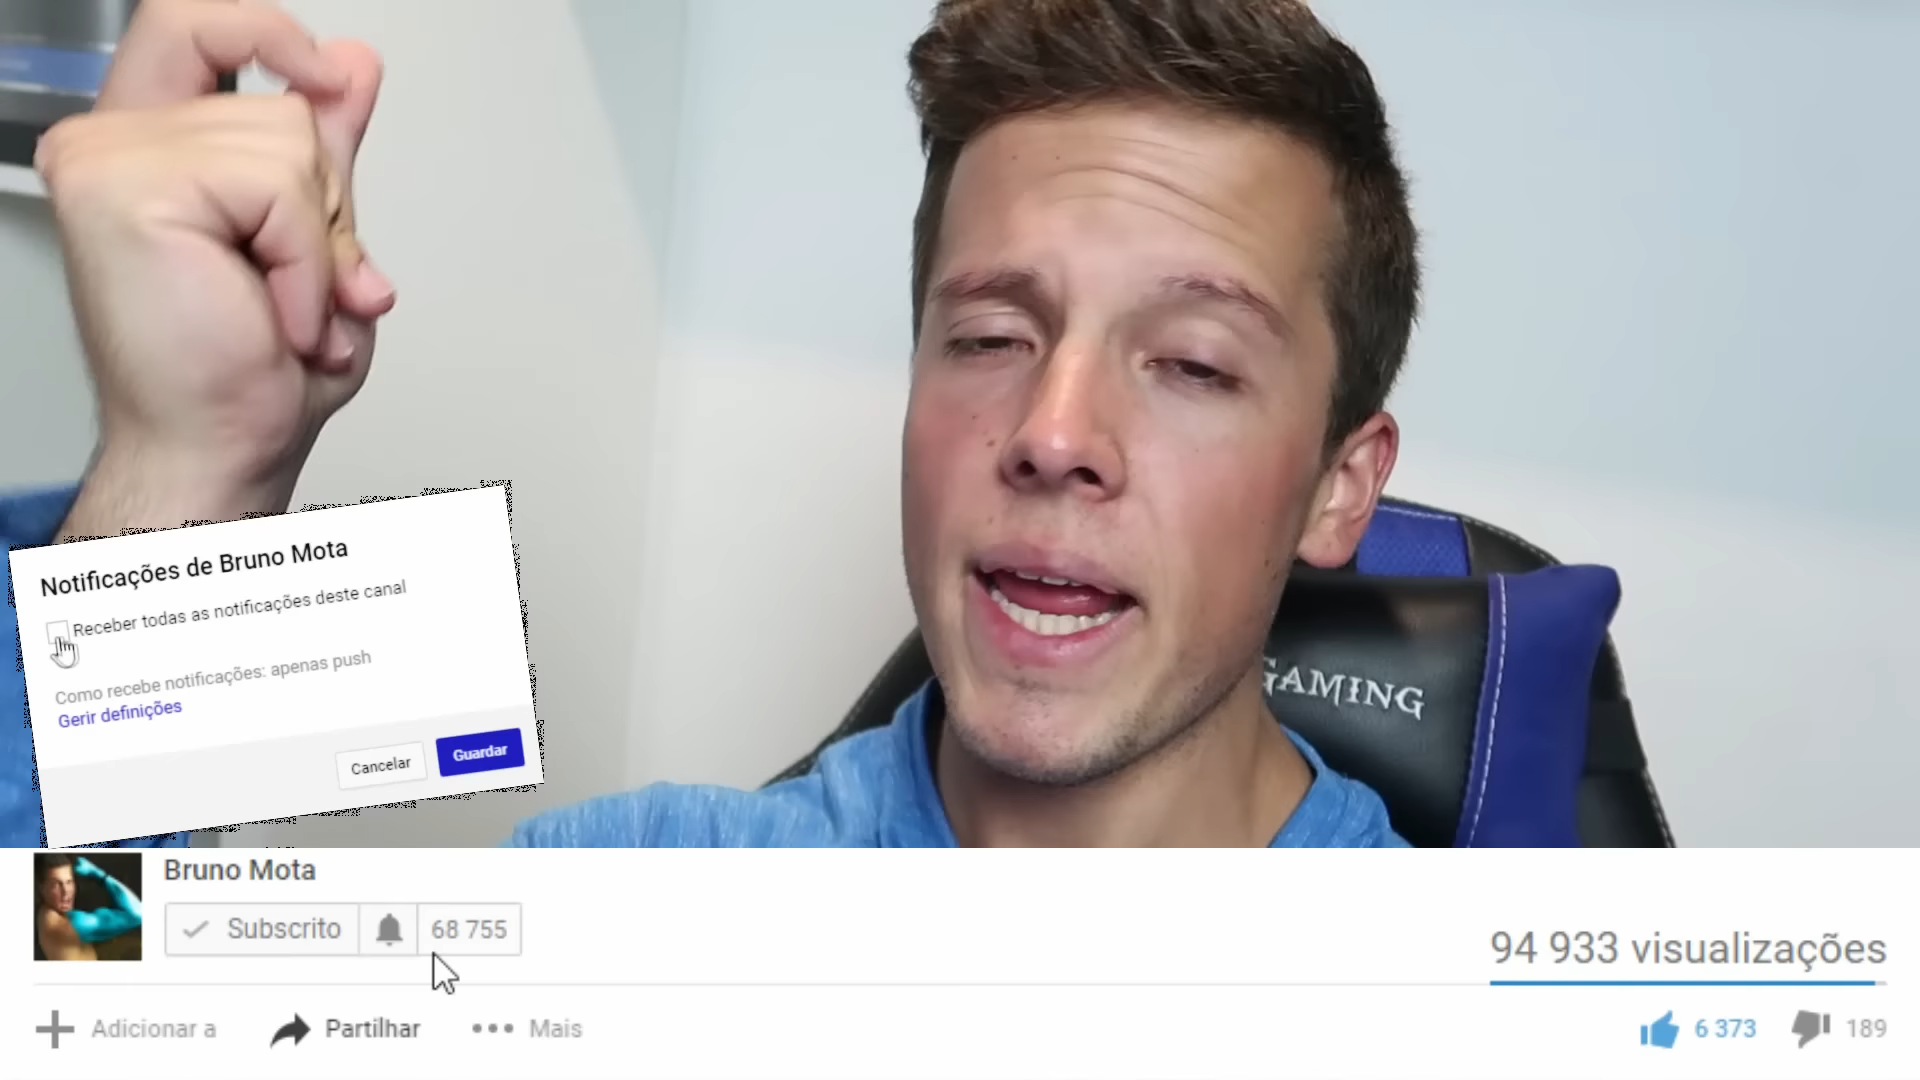 GAMING
Notificações de Bruno Mota
Receber todas as notificações deste canal
Como recebe notificações: apenas push
Gerir definições
Cancelar
Guardar
Bruno Mota
Subscrito
68 755
94 933 visualizações
Adicionar a
Partilhar
Mais
6 373
189